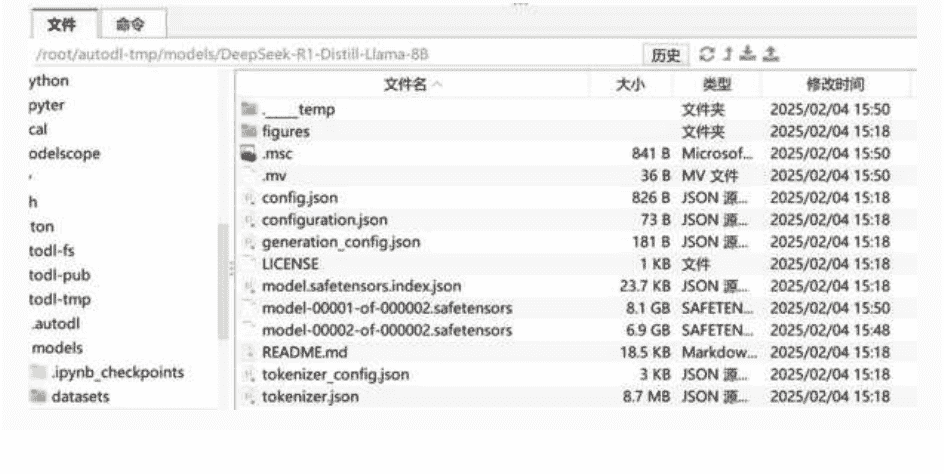 文件 命令
/root/autodl-tmp/models/DeepSeek-R1-Distill-Llama-8B 历史
ython
pyter
cal
odelscope
h
ton
todl-fs
todl-pub
todl-tmp
.autodl
models
.ipynb_checkpoints
datasets
文件名 大小 类型 修改时间
.____temp 文件夹 2025/02/04 15:50
figures 文件夹 2025/02/04 15:18
.msc 841 B Microsof... 2025/02/04 15:50
.mv 36 B MV 文件 2025/02/04 15:50
config.json 826 B JSON 源... 2025/02/04 15:18
configuration.json 73 B JSON 源... 2025/02/04 15:18
generation_config.json 181 B JSON 源... 2025/02/04 15:18
LICENSE 1 KB 文件 2025/02/04 15:18
model.safetensors.index.json 23.7 KB JSON 源... 2025/02/04 15:18
model-00001-of-000002.safetensors 8.1 GB SAFETEN... 2025/02/04 15:50
model-00002-of-000002.safetensors 6.9 GB SAFETEN... 2025/02/04 15:48
README.md 18.5 KB Markdow... 2025/02/04 15:18
tokenizer_config.json 3 KB JSON 源... 2025/02/04 15:18
tokenizer.json 8.7 MB JSON 源... 2025/02/04 15:18